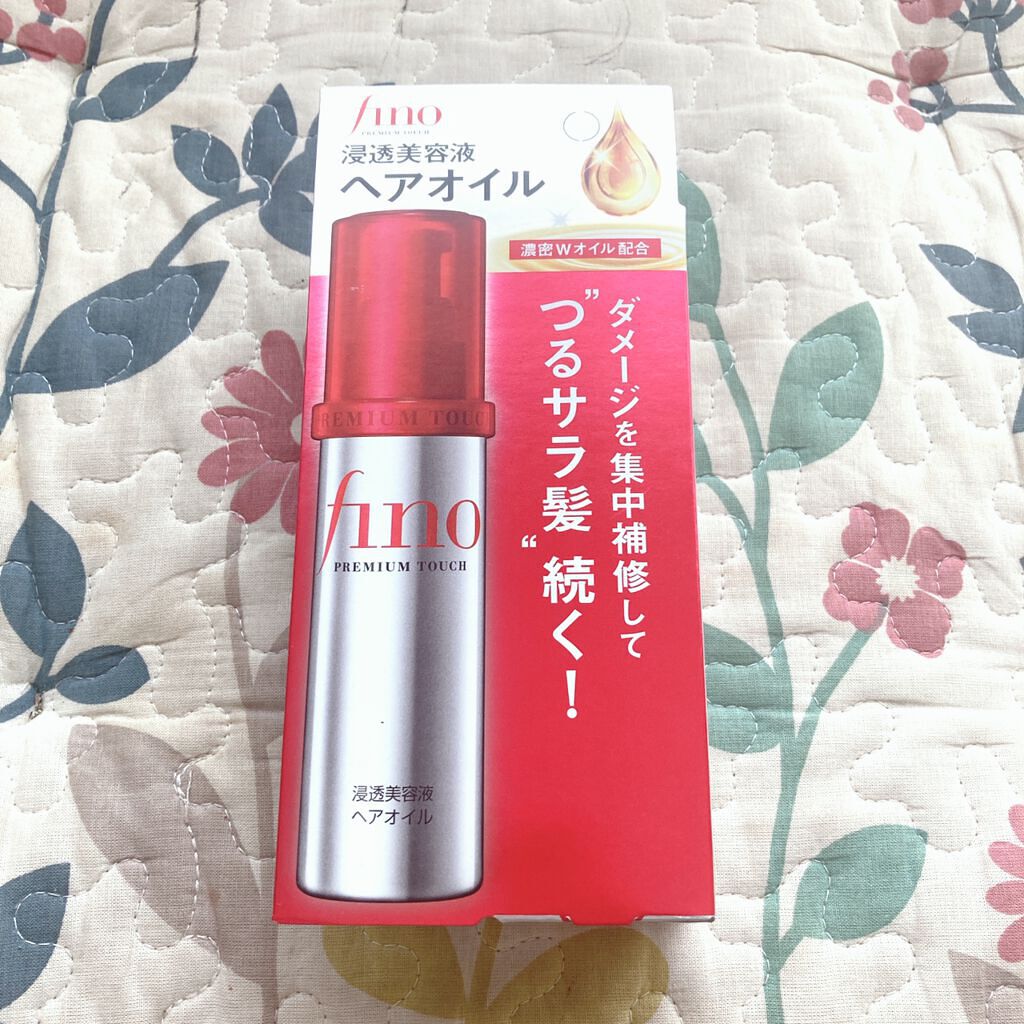 fino
PREMIUM TOUCH
浸透美容液
ヘアオイル
濃密Wオイル配合
ダメージを集中補修して
"つるサラ髪"続く!
PREMIUM TOUC
fino
PREMIUM TOUCH
浸透美容液
ヘアオイル